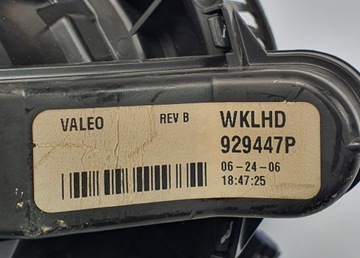 VALEO REV B WKLHD
929447P
06-24-06
18:47:25